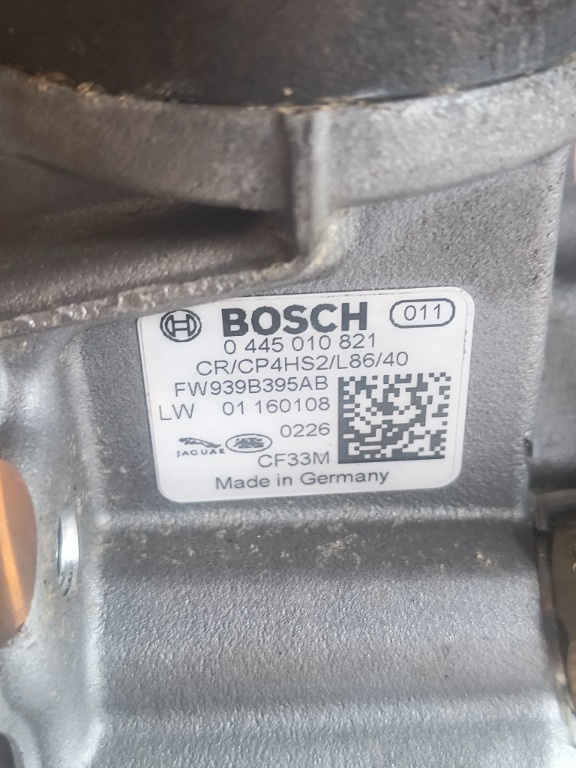 BOSCH 011
0 445 010 821
CR/CP4HS2/L86/40
FW939B395AB
LW 01 160108
0226
JAGUAR
CF33M
Made in Germany